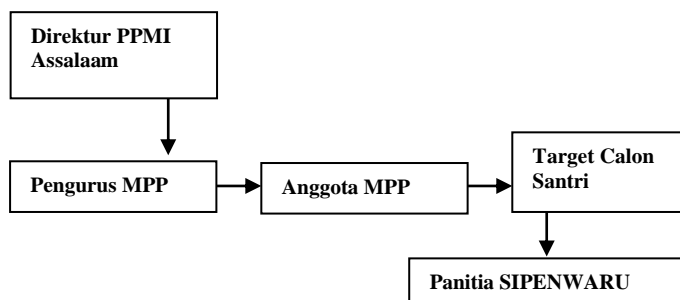 Direktur PPMI
Assalaam
Pengurus MPP
Anggota MPP
Target Calon
Santri
Panitia SIPENWARU